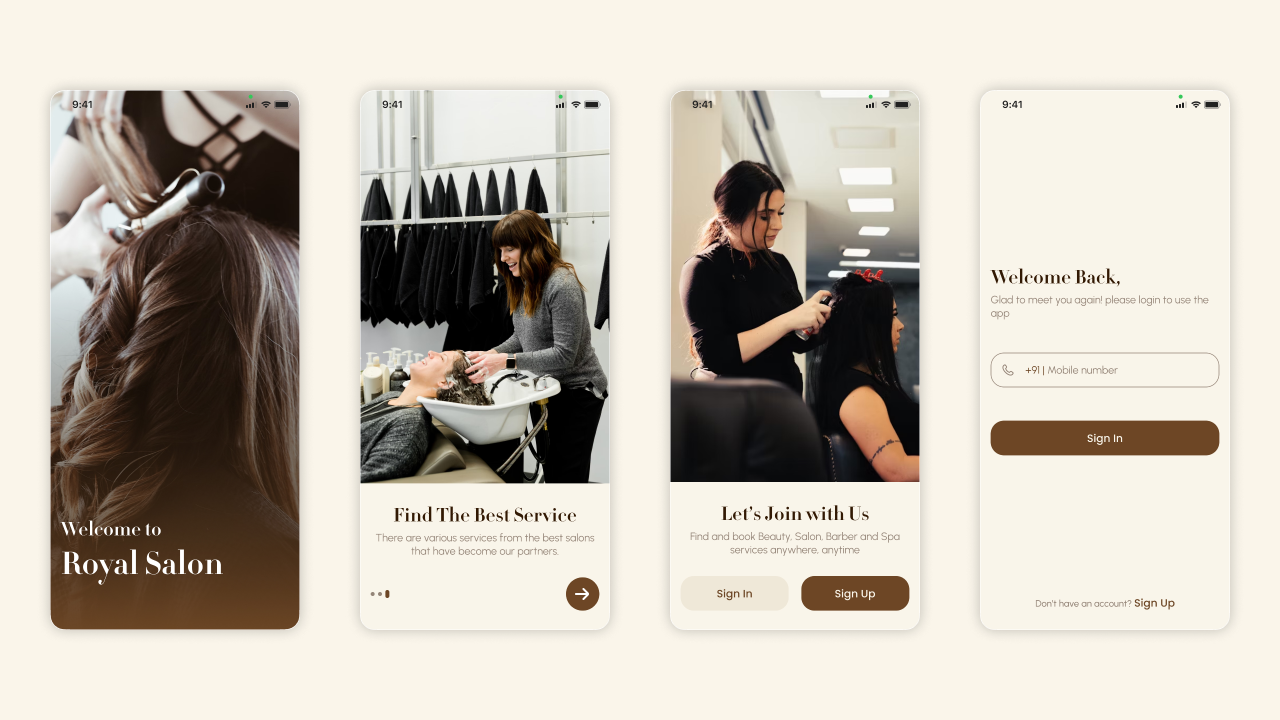 9:41
Welcome to
Royal Salon
9:41
Find The Best Service
There are various services from the best salons
that have become our partners.
9:41
Let's Join with Us
Find and book Beauty, Salon, Barber and Spa
services anywhere, anytime
Sign In
Sign Up
9:41
Welcome Back,
Glad to meet you again! please login to use the
app
+91 | Mobile number
Sign In
Don't have an account? Sign Up